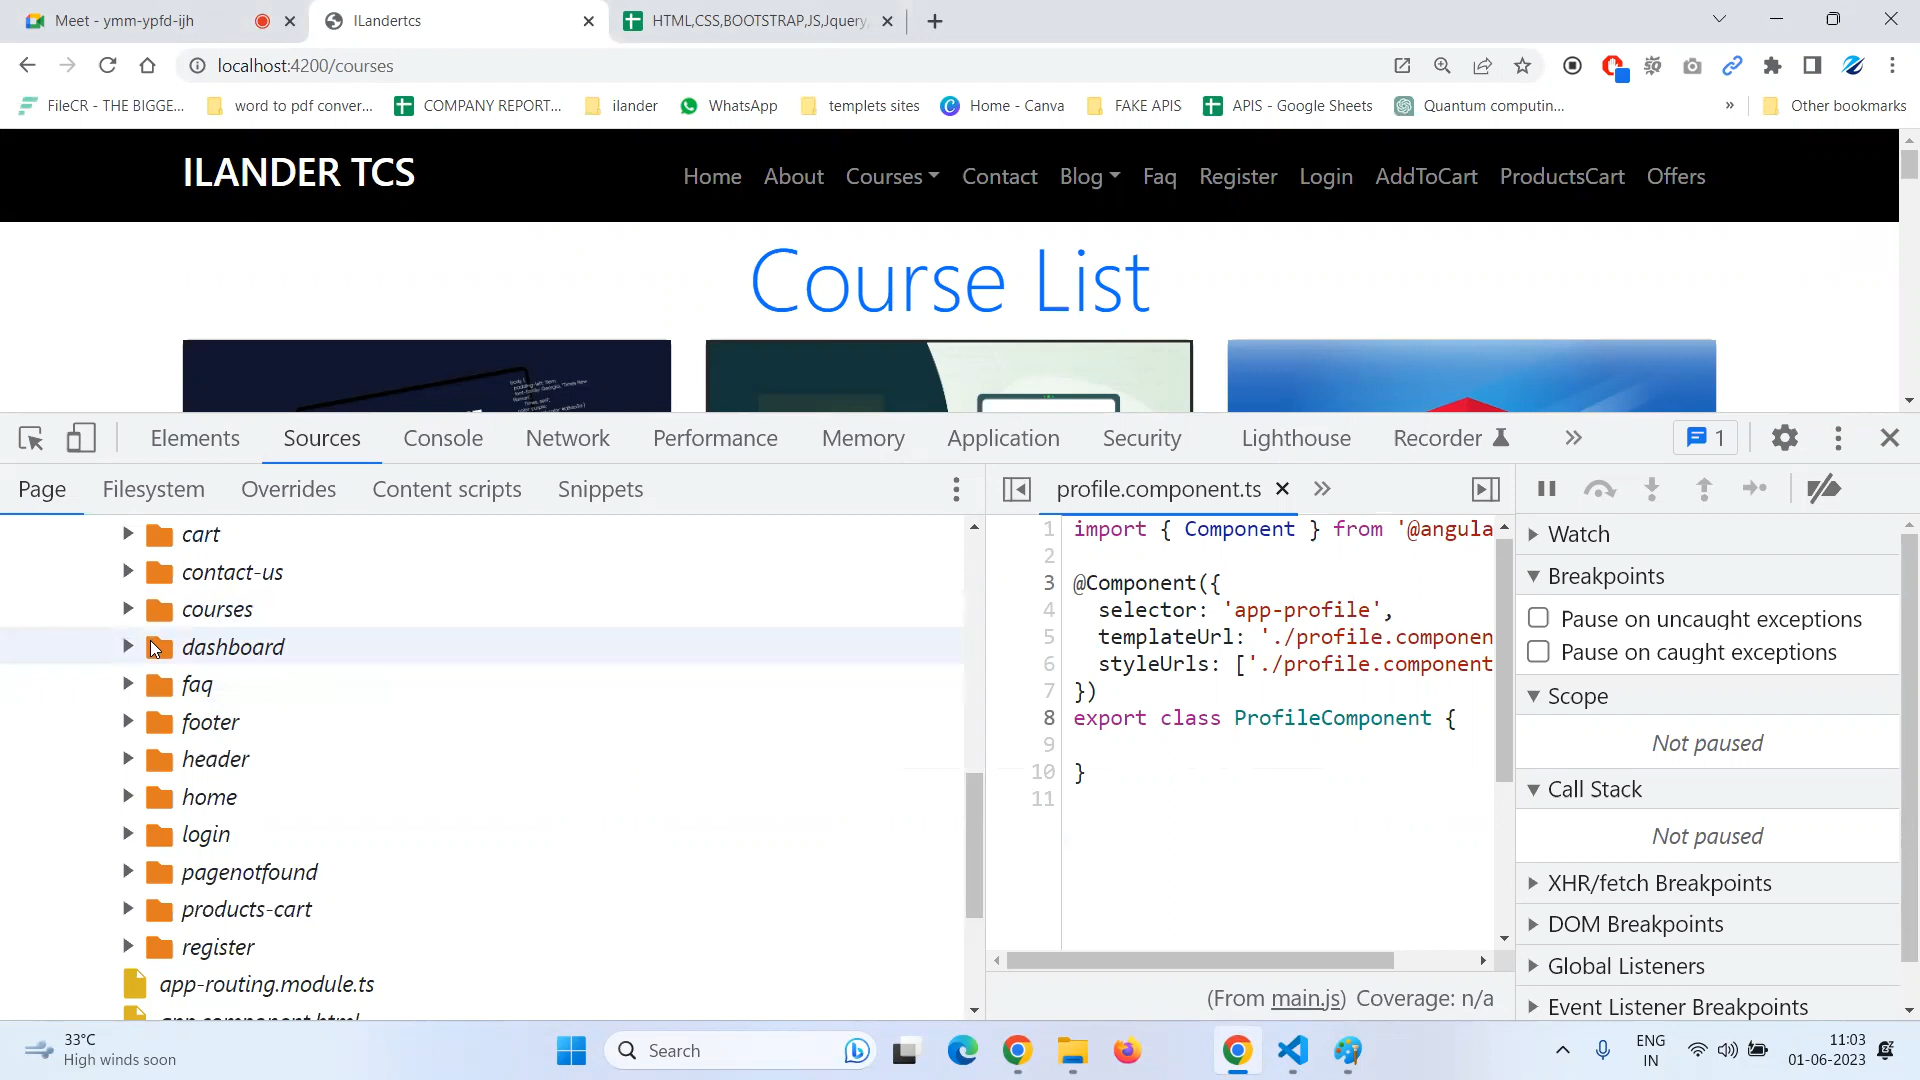 Meet - ymm-ypfd-ijh
ILandertcs
HTML,CSS,BOOTSTRAP,JS,Jquery,
localhost:4200/courses
FileCR - THE BIGGE...
word to pdf conver...
COMPANY REPORT...
ilander
WhatsApp
templets sites
Home - Canva
FAKE APIS
APIS - Google Sheets
Quantum computin...
»
Other bookmarks
ILANDER TCS
Home
About
Courses
Contact
Blog
Faq
Register
Login
AddToCart
ProductsCart
Offers
Course List
Elements
Sources
Console
Network
Performance
Memory
Application
Security
Lighthouse
Recorder
1
Page
Filesystem
Overrides
Content scripts
Snippets
profile.component.ts
cart
contact-us
courses
dashboard
faq
footer
header
home
login
pagenotfound
products-cart
register
app-routing.module.ts
app.component.html
1 import { Component } from '@angula
2
3 @Component({
4 selector: 'app-profile',
5 templateUrl: './profile.componen
6 styleUrls: ['./profile.component
7 })
8 export class ProfileComponent {
9
10 }
11
(From main.js) Coverage: n/a
Watch
Breakpoints
Pause on uncaught exceptions
Pause on caught exceptions
Scope
Not paused
Call Stack
Not paused
XHR/fetch Breakpoints
DOM Breakpoints
Global Listeners
Event Listener Breakpoints
33°C
High winds soon
Search
ENG
IN
11:03
01-06-2023